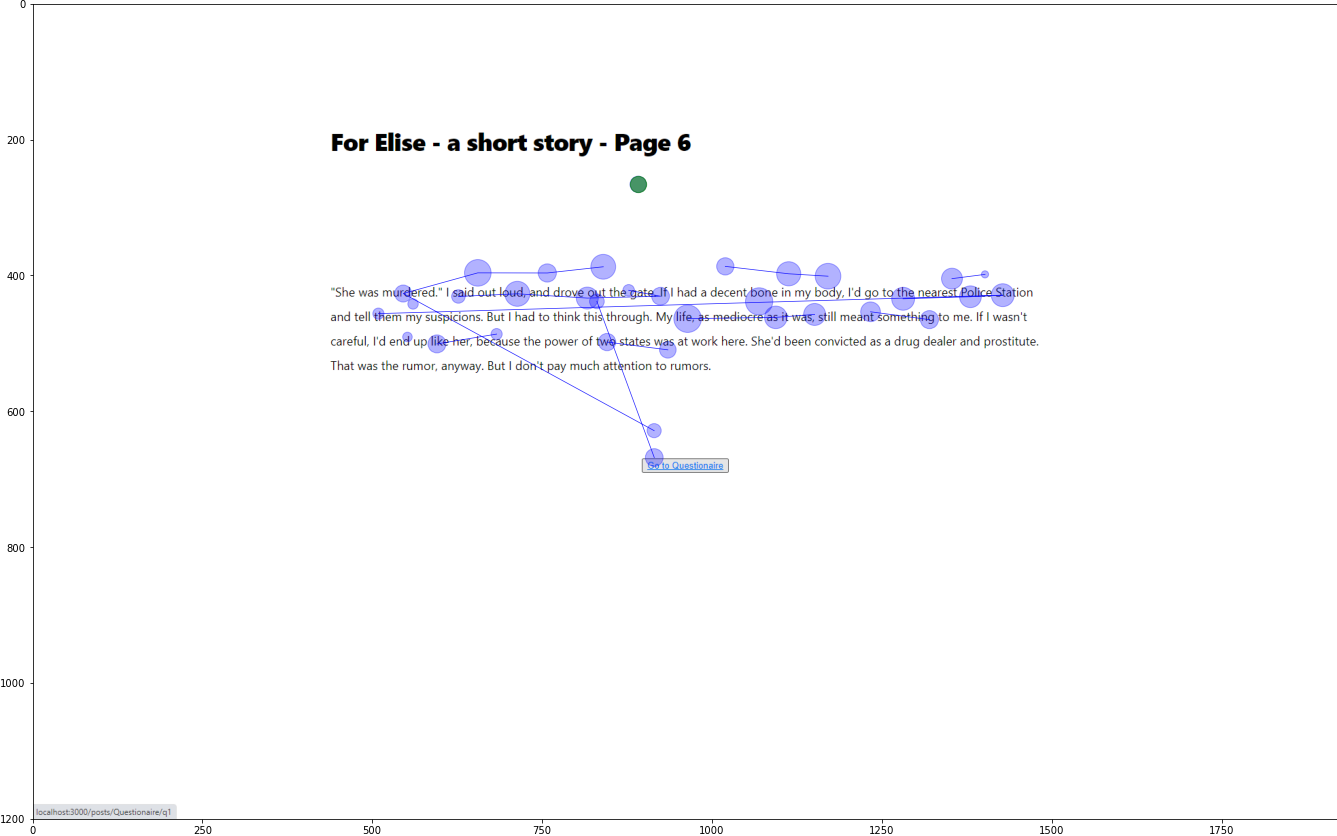 0
200
For Elise - a short story - Page 6
400
"She was murdered." I said out loud, and drove out the gate. If I had a decent bone in my body, I'd go to the nearest Police Station
and tell them my suspicions. But I had to think this through. My life, as mediocre as it was, still meant something to me. If I wasn't
careful, I'd end up like her, because the power of two states was at work here. She'd been convicted as a drug dealer and prostitute.
That was the rumor, anyway. But I don't pay much attention to rumors.
600
Go to Questionaire
800
1000
localhost:3000/posts/Questionaire/q1
1200
0 250 500 750 1000 1250 1500 1750